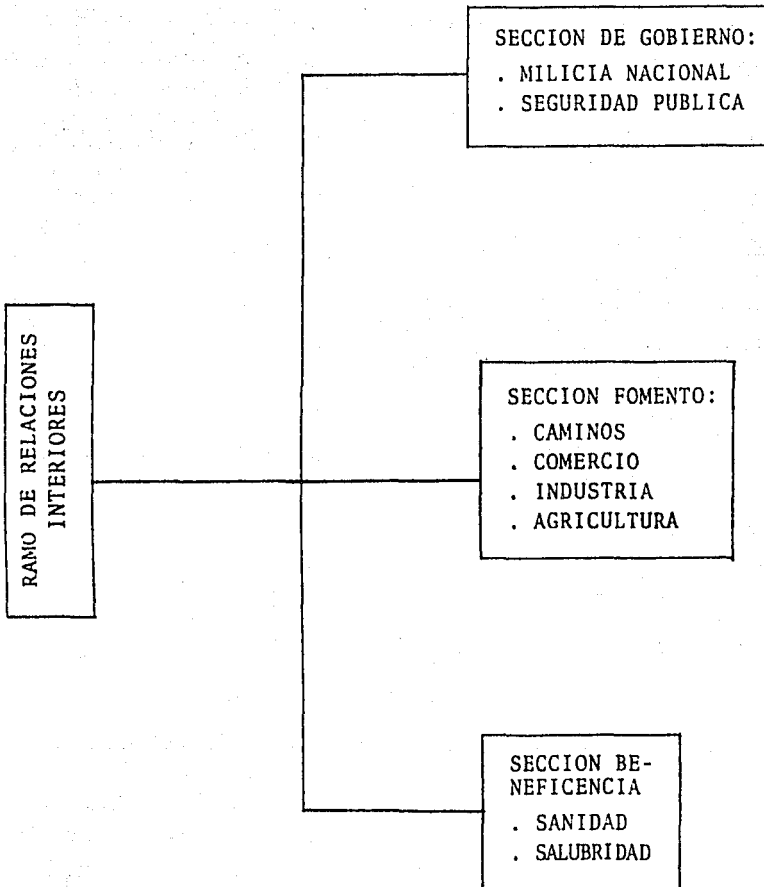 RAMO DE RELACIONES
INTERIORES
SECCION DE GOBIERNO:
. MILICIA NACIONAL
. SEGURIDAD PUBLICA
SECCION FOMENTO:
. CAMINOS
. COMERCIO
. INDUSTRIA
. AGRICULTURA
SECCION BE-
NEFICENCIA
. SANIDAD
. SALUBRIDAD